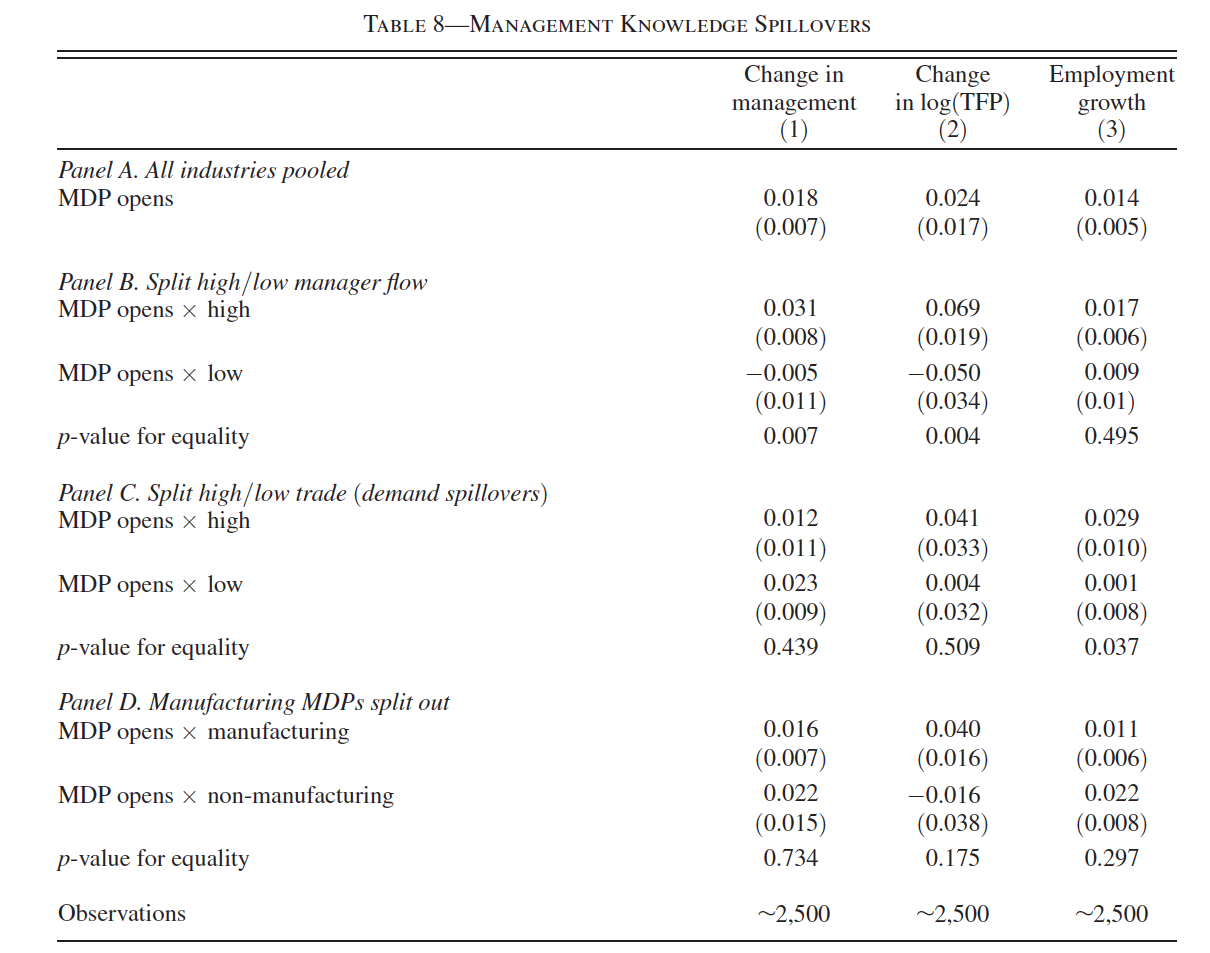 TABLE 8—MANAGEMENT KNOWLEDGE SPILLOVERS
Change in management (1) Change in log(TFP) (2) Employment growth (3)
Panel A. All industries pooled
MDP opens 0.018 0.024 0.014
(0.007) (0.017) (0.005)
Panel B. Split high/low manager flow
MDP opens × high 0.031 0.069 0.017
(0.008) (0.019) (0.006)
MDP opens × low −0.005 −0.050 0.009
(0.011) (0.034) (0.01)
p-value for equality 0.007 0.004 0.495
Panel C. Split high/low trade (demand spillovers)
MDP opens × high 0.012 0.041 0.029
(0.011) (0.033) (0.010)
MDP opens × low 0.023 0.004 0.001
(0.009) (0.032) (0.008)
p-value for equality 0.439 0.509 0.037
Panel D. Manufacturing MDPs split out
MDP opens × manufacturing 0.016 0.040 0.011
(0.007) (0.016) (0.006)
MDP opens × non-manufacturing 0.022 −0.016 0.022
(0.015) (0.038) (0.008)
p-value for equality 0.734 0.175 0.297
Observations ~2,500 ~2,500 ~2,500